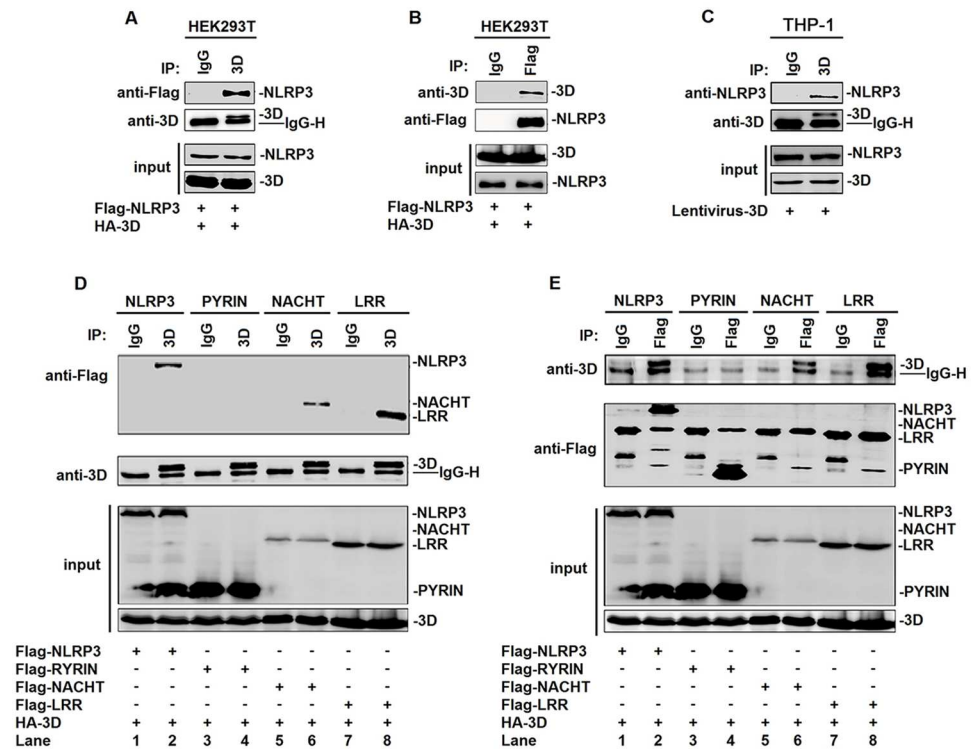 A
HEK293T
IP: IgG 3D
anti-Flag -NLRP3
anti-3D -3D IgG-H
input -NLRP3
-3D
Flag-NLRP3 + +
HA-3D + +
B
HEK293T
IP: IgG Flag
anti-3D -3D
anti-Flag -NLRP3
input -3D
-NLRP3
Flag-NLRP3 + +
HA-3D + +
C
THP-1
IP: IgG 3D
anti-NLRP3 -NLRP3
anti-3D -3D IgG-H
input -NLRP3
-3D
Lentivirus-3D + +
D
NLRP3 PYRIN NACHT LRR
IP: IgG 3D IgG 3D IgG 3D IgG 3D
anti-Flag -NLRP3
-NACHT
-LRR
anti-3D -3D
IgG-H
input -NLRP3
-NACHT
-LRR
-PYRIN
-3D
Flag-NLRP3 + + - - - - - -
Flag-RYRIN - - + + - - - -
Flag-NACHT - - - - + + - -
Flag-LRR - - - - - - + +
HA-3D + + + + + + + +
Lane 1 2 3 4 5 6 7 8
E
NLRP3 PYRIN NACHT LRR
IP: IgG Flag IgG Flag IgG Flag IgG Flag
anti-3D -3D
IgG-H
anti-Flag -NLRP3
-NACHT
-LRR
-PYRIN
input -NLRP3
-NACHT
-LRR
-PYRIN
-3D
Flag-NLRP3 + + - - - - - -
Flag-RYRIN - - + + - - - -
Flag-NACHT - - - - + + - -
Flag-LRR - - - - - - + +
HA-3D + + + + + + + +
Lane 1 2 3 4 5 6 7 8